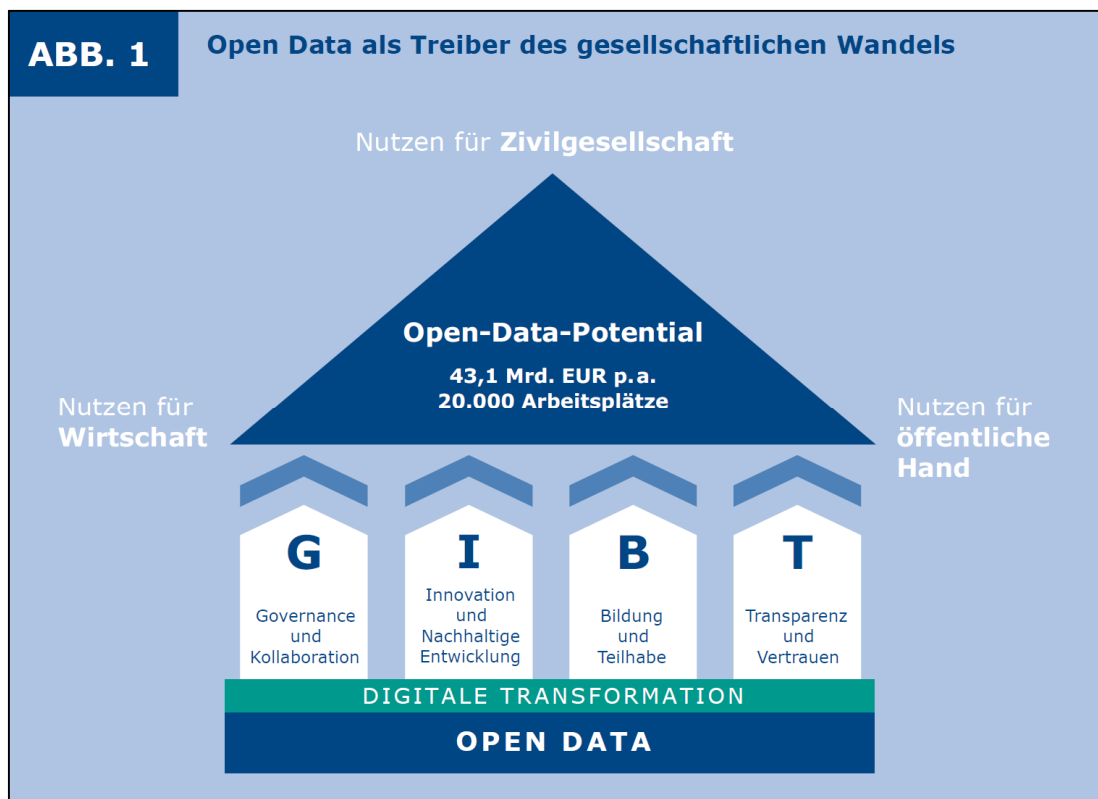 ABB. 1
Open Data als Treiber des gesellschaftlichen Wandels
Nutzen für Zivilgesellschaft
Open-Data-Potential
43,1 Mrd. EUR p.a.
20.000 Arbeitsplätze
Nutzen für
Wirtschaft
Nutzen für
öffentliche
Hand
G
Governance
und
Kollaboration
I
Innovation
und
Nachhaltige
Entwicklung
B
Bildung
und
Teilhabe
T
Transparenz
und
Vertrauen
DIGITALE TRANSFORMATION
OPEN DATA